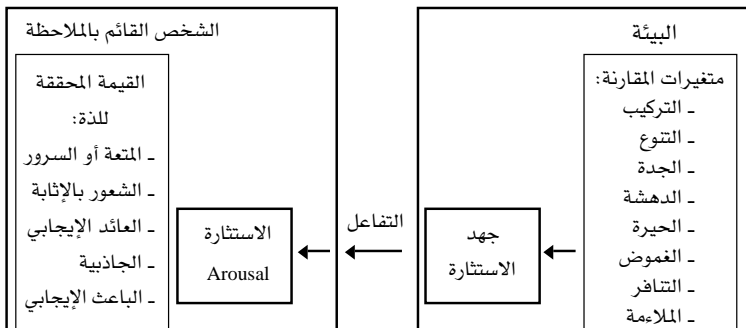 البيئة
متغيرات المقارنة:
ـ التركيب
ـ التنوع
ـ الجدة
ـ الدهشة
ـ الحيرة
ـ الغموض
ـ التنافر
ـ الملاءمة
جهد
الاستثارة
التفاعل
الشخص القائم بالملاحظة
الاستثارة
Arousal
القيمة المحققة
للذة:
ـ المتعة أو السرور
ـ الشعور بالإثابة
ـ العائد الإيجابي
ـ الجاذبية
ـ الباعث الإيجابي